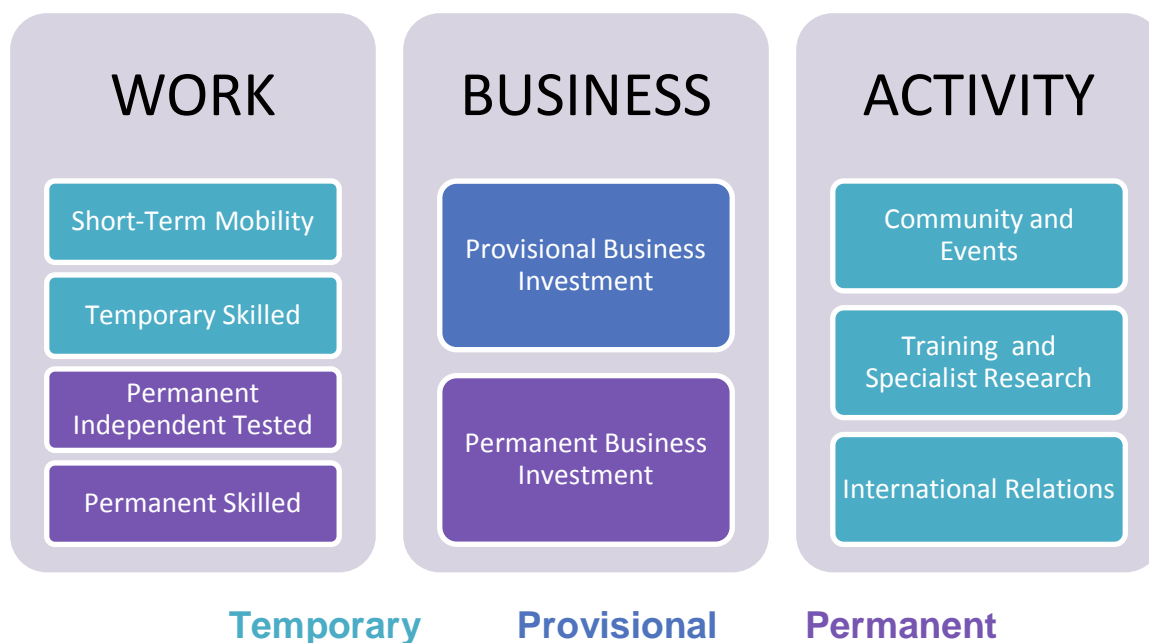 WORK
Short-Term Mobility
Temporary Skilled
Permanent
Independent Tested
Permanent Skilled
BUSINESS
Provisional Business
Investment
Permanent Business
Investment
ACTIVITY
Community and
Events
Training and
Specialist Research
International Relations
Temporary
Provisional
Permanent